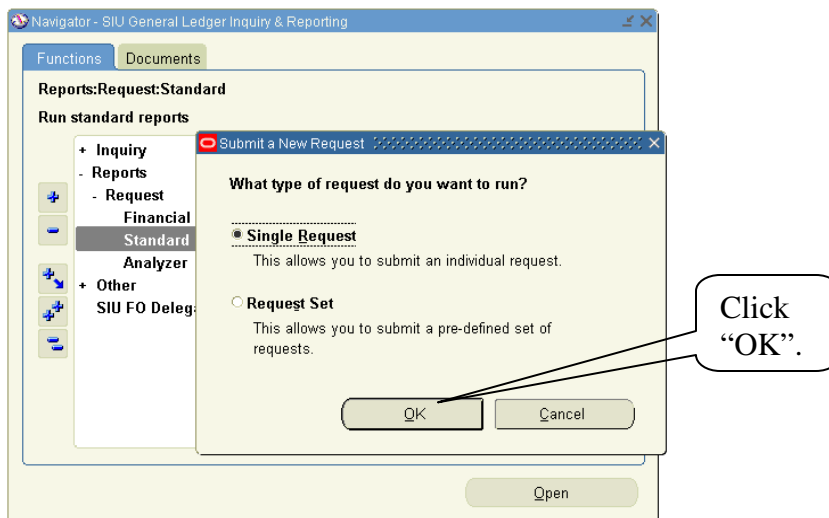 Navigator - SIU General Ledger Inquiry & Reporting
Functions
Documents
Reports:Request:Standard
Run standard reports
+ Inquiry
- Reports
- Request
Financial
Standard
Analyzer
+ Other
SIU FO Deleg
Submit a New Request
What type of request do you want to run?
Single Request
This allows you to submit an individual request.
Request Set
This allows you to submit a pre-defined set of
requests.
OK
Cancel
Open
Click
“OK”.